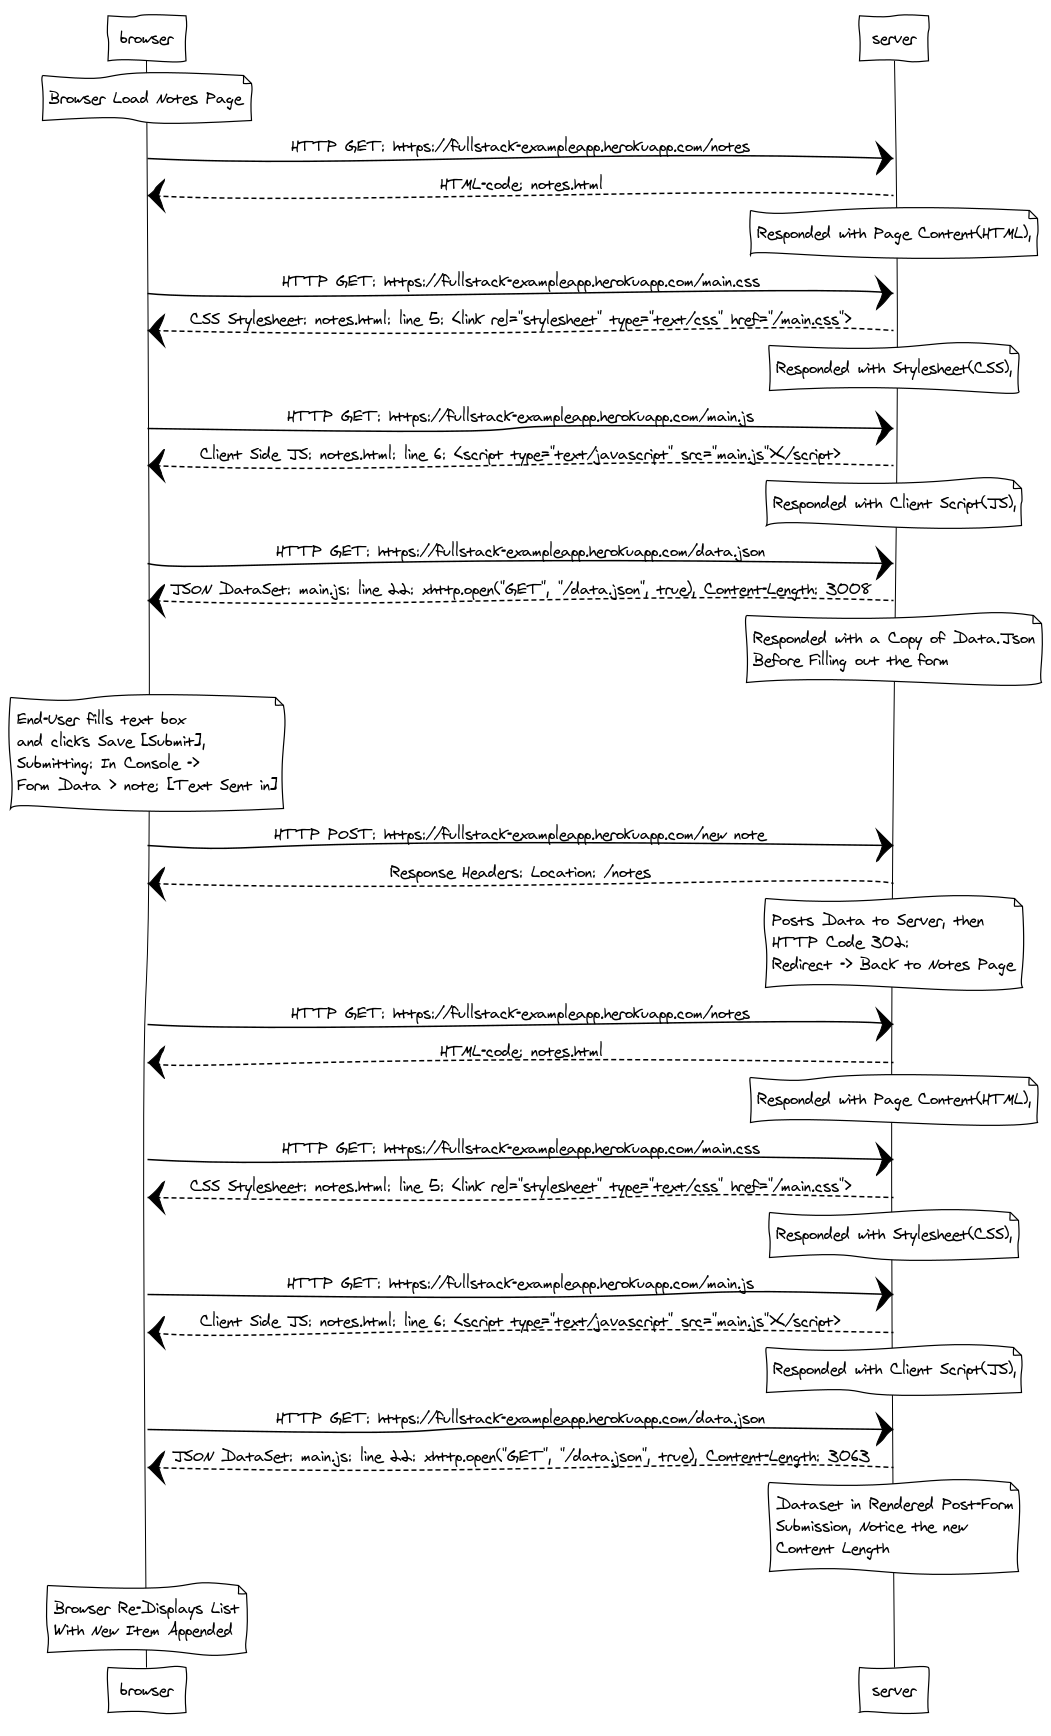 browser
server
Browser Load Notes Page
HTTP GET: https://fullstack-exampleapp.herokuapp.com/notes
HTML-code; notes.html
Responded with Page Content(HTML),
HTTP GET: https://fullstack-exampleapp.herokuapp.com/main.css
CSS Stylesheet: notes.html: line 5: <link rel="stylesheet" type="text/css" href="/main.css">
Responded with Stylesheet(CSS),
HTTP GET: https://fullstack-exampleapp.herokuapp.com/main.js
Client Side JS: notes.html: line 6: <script type="text/javascript" src="main.js"></script>
Responded with Client Script(JS),
HTTP GET: https://fullstack-exampleapp.herokuapp.com/data.json
JSON DataSet: main.js: line 22: xhttp.open("GET", "/data.json", true), Content-Length: 3008
Responded with a Copy of Data.Json
Before Filling out the form
End-User fills text box
and clicks Save [Submit],
Submitting: In Console ->
Form Data > note: [Text Sent in]
HTTP POST: https://fullstack-exampleapp.herokuapp.com/new note
Response Headers: Location: /notes
Posts Data to Server, then
HTTP Code 302:
Redirect -> Back to Notes Page
HTTP GET: https://fullstack-exampleapp.herokuapp.com/notes
HTML-code; notes.html
Responded with Page Content(HTML),
HTTP GET: https://fullstack-exampleapp.herokuapp.com/main.css
CSS Stylesheet: notes.html: line 5: <link rel="stylesheet" type="text/css" href="/main.css">
Responded with Stylesheet(CSS),
HTTP GET: https://fullstack-exampleapp.herokuapp.com/main.js
Client Side JS: notes.html: line 6: <script type="text/javascript" src="main.js"></script>
Responded with Client Script(JS),
HTTP GET: https://fullstack-exampleapp.herokuapp.com/data.json
JSON DataSet: main.js: line 22: xhttp.open("GET", "/data.json", true), Content-Length: 3063
Dataset in Rendered Post-Form
Submission, Notice the new
Content Length
Browser Re-Displays List
With New Item Appended
browser
server